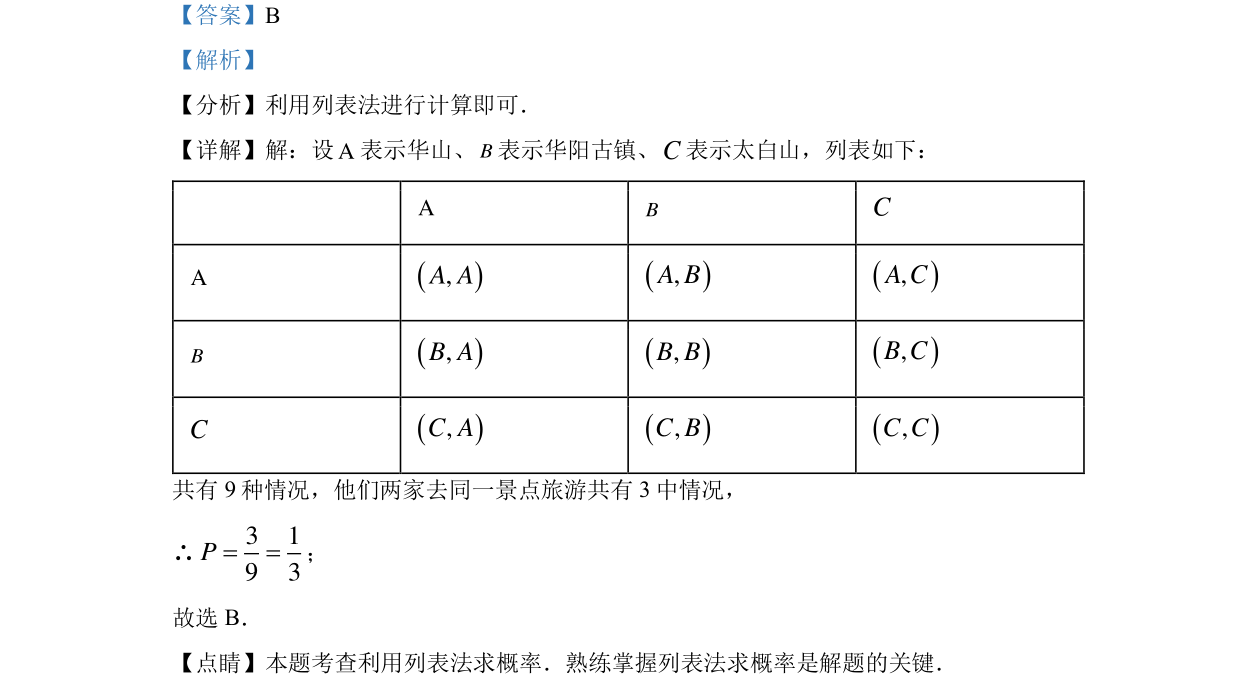 【答案】B
【解析】
【分析】利用列表法进行计算即可．
【详解】解：设 A 表示华山、B 表示华阳古镇、C 表示太白山，列表如下：
A B C
A (A, A) (A, B) (A, C)
B (B, A) (B, B) (B, C)
C (C, A) (C, B) (C, C)
共有 9 种情况，他们两家去同一景点旅游共有 3 中情况，
∴ P = 3/9 = 1/3；
故选 B．
【点睛】本题考查利用列表法求概率．熟练掌握列表法求概率是解题的关键．